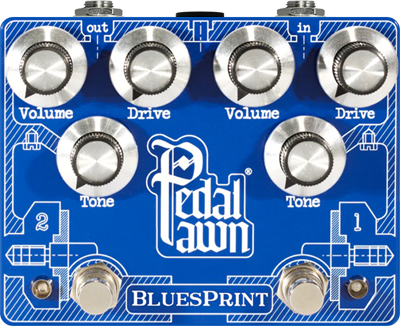 out in
Volume Drive Volume Drive
Tone Tone
Pedal Pawn®
2 1
BLUESPRINT